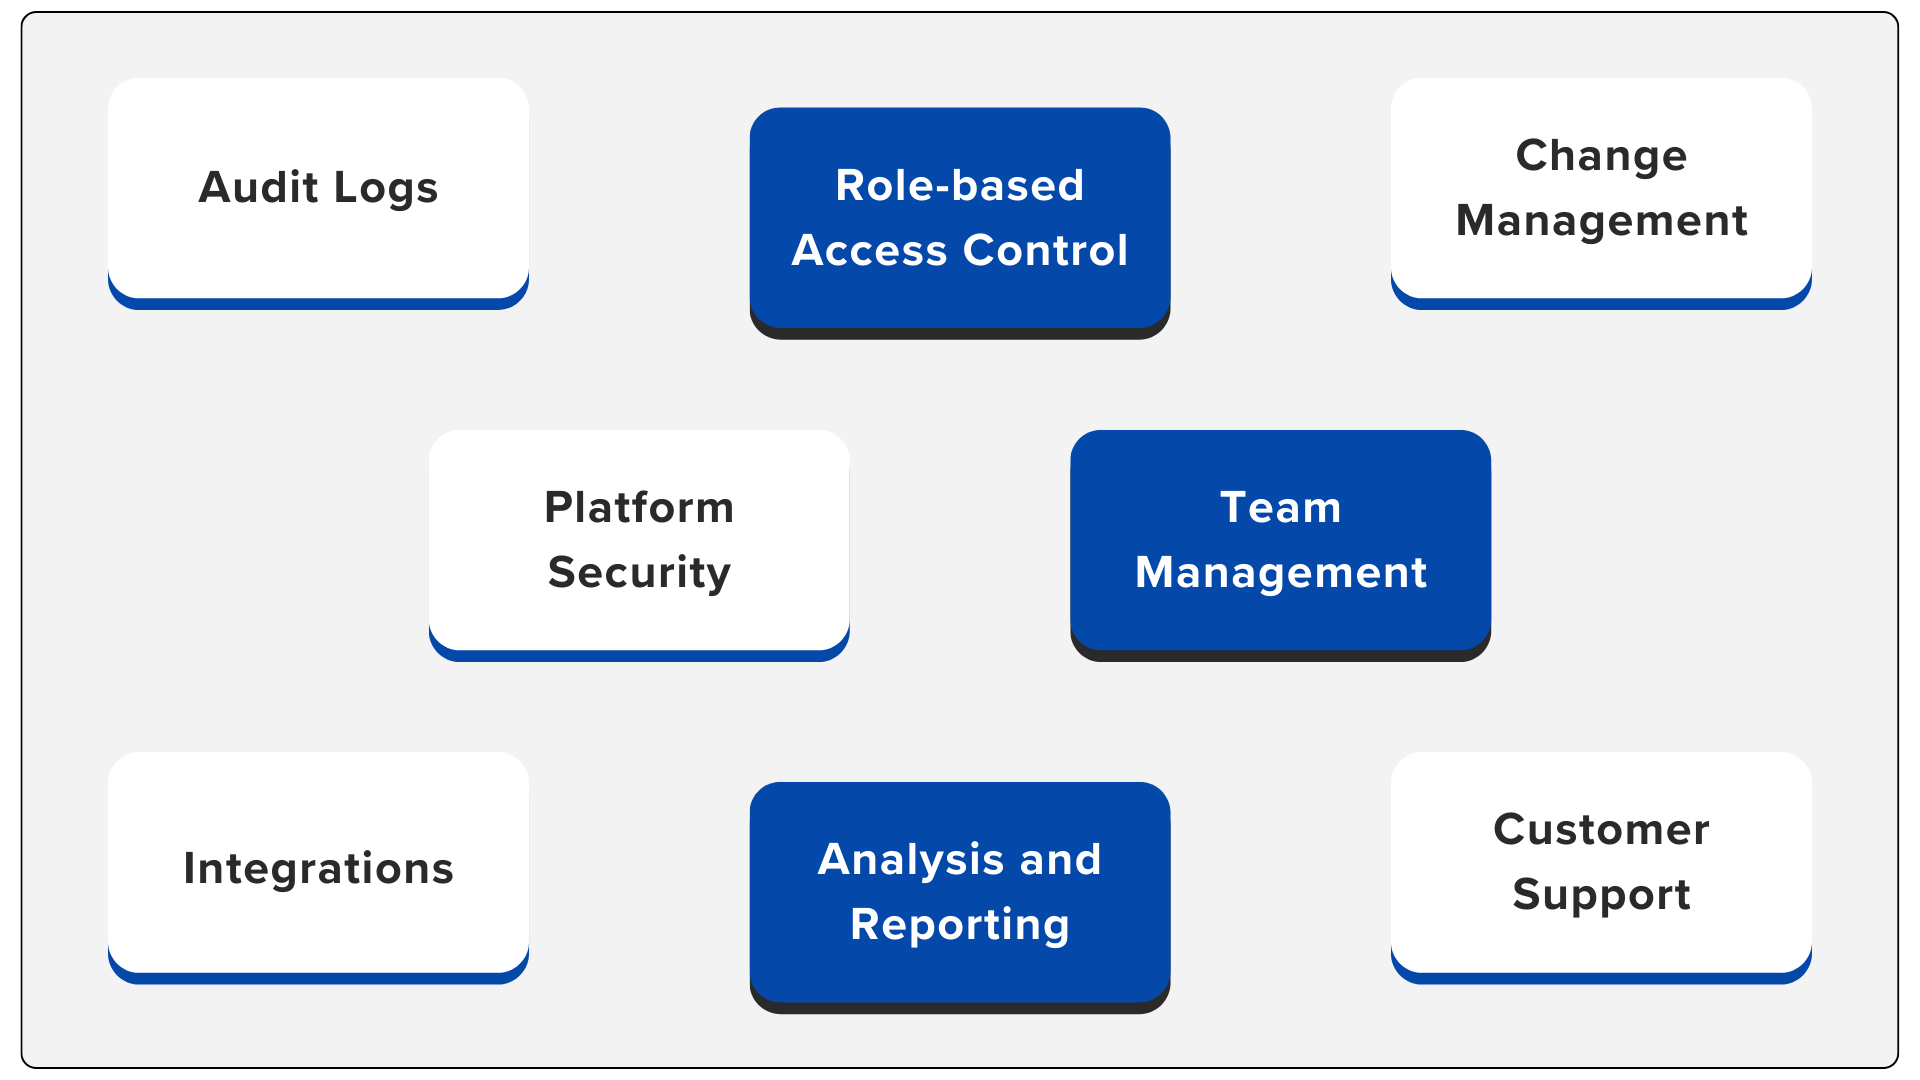 Audit Logs
Role-based
Access Control
Change
Management
Platform
Security
Team
Management
Integrations
Analysis and
Reporting
Customer
Support